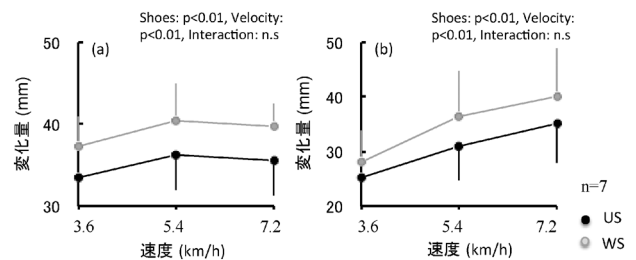 Shoes: p<0.01, Velocity:
p<0.01, Interaction: n.s
(a)
変化量 (mm)
50
40
30
3.6
5.4
7.2
速度 (km/h)
Shoes: p<0.01, Velocity:
p<0.01, Interaction: n.s
(b)
変化量 (mm)
50
40
30
20
3.6
5.4
7.2
速度 (km/h)
n=7
US
WS